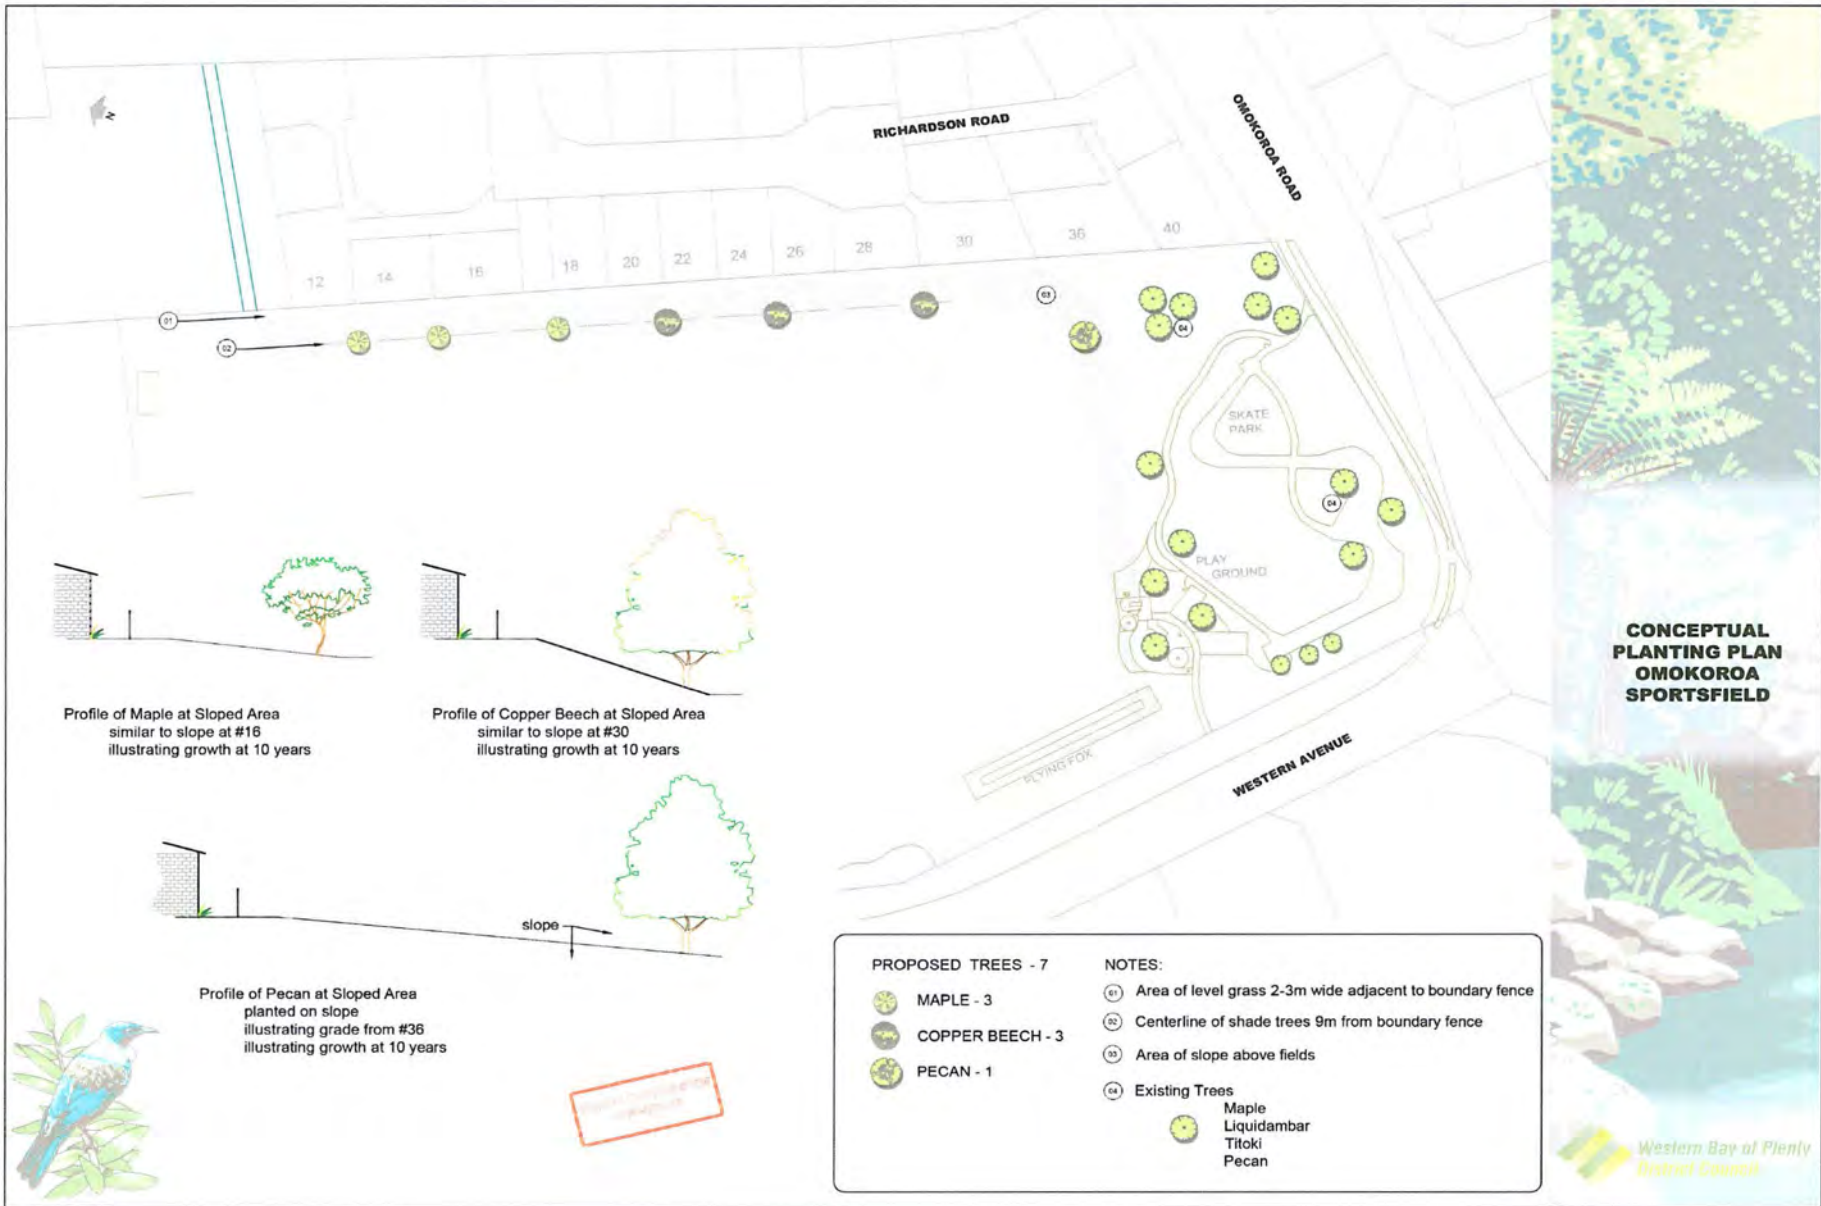 N
RICHARDSON ROAD
OMOKOROA ROAD
12
14
16
18
20
22
24
26
28
30
36
40
01
02
03
04
SKATE
PARK
04
PLAY
GROUND
FLYING FOX
WESTERN AVENUE
Profile of Maple at Sloped Area
similar to slope at #16
illustrating growth at 10 years
Profile of Copper Beech at Sloped Area
similar to slope at #30
illustrating growth at 10 years
slope
Profile of Pecan at Sloped Area
planted on slope
illustrating grade from #36
illustrating growth at 10 years
PROPOSED TREES - 7
MAPLE - 3
COPPER BEECH - 3
PECAN - 1
NOTES:
01 Area of level grass 2-3m wide adjacent to boundary fence
02 Centerline of shade trees 9m from boundary fence
03 Area of slope above fields
04 Existing Trees
Maple
Liquidambar
Titoki
Pecan
CONCEPTUAL
PLANTING PLAN
OMOKOROA
SPORTSFIELD
Western Bay of Plenty
District Council